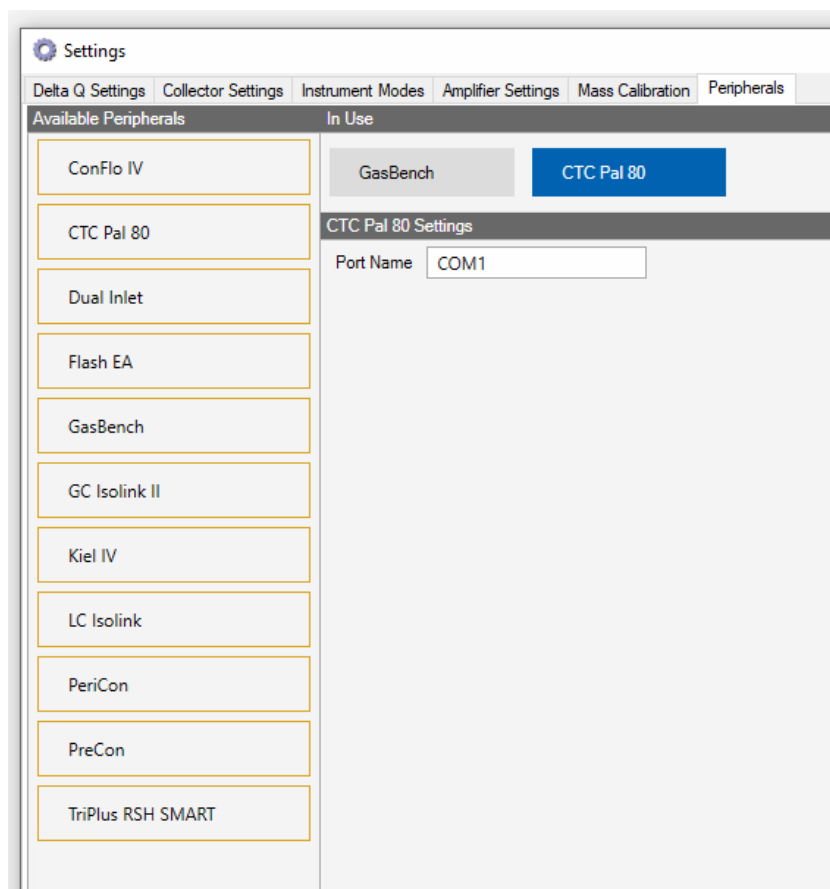 Settings
Delta Q Settings Collector Settings Instrument Modes Amplifier Settings Mass Calibration Peripherals
Available Peripherals
ConFlo IV
CTC Pal 80
Dual Inlet
Flash EA
GasBench
GC Isolink II
Kiel IV
LC Isolink
PeriCon
PreCon
TriPlus RSH SMART
In Use
GasBench CTC Pal 80
CTC Pal 80 Settings
Port Name COM1